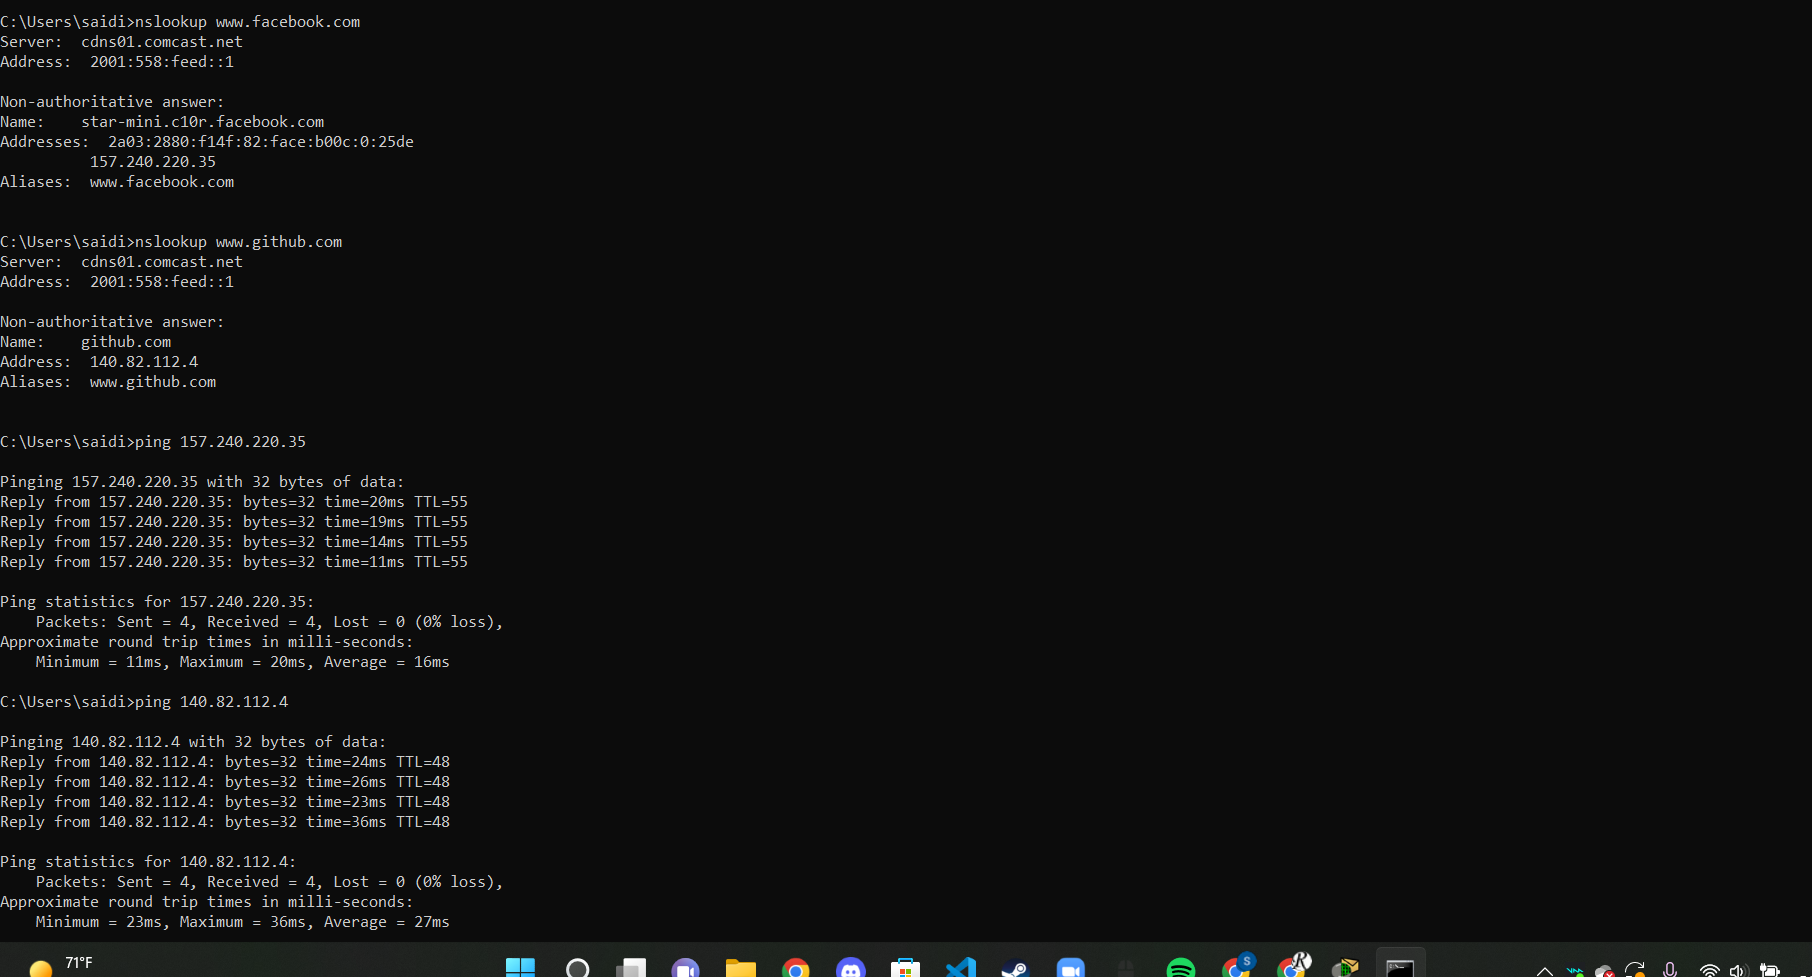 C:\Users\saidi>nslookup www.facebook.com
Server:  cdns01.comcast.net
Address:  2001:558:feed::1

Non-authoritative answer:
Name:    star-mini.c10r.facebook.com
Addresses:  2a03:2880:f14f:82:face:b00c:0:25de
          157.240.220.35
Aliases:  www.facebook.com

C:\Users\saidi>nslookup www.github.com
Server:  cdns01.comcast.net
Address:  2001:558:feed::1

Non-authoritative answer:
Name:    github.com
Address:  140.82.112.4
Aliases:  www.github.com

C:\Users\saidi>ping 157.240.220.35

Pinging 157.240.220.35 with 32 bytes of data:
Reply from 157.240.220.35: bytes=32 time=20ms TTL=55
Reply from 157.240.220.35: bytes=32 time=19ms TTL=55
Reply from 157.240.220.35: bytes=32 time=14ms TTL=55
Reply from 157.240.220.35: bytes=32 time=11ms TTL=55

Ping statistics for 157.240.220.35:
    Packets: Sent = 4, Received = 4, Lost = 0 (0% loss),
Approximate round trip times in milli-seconds:
    Minimum = 11ms, Maximum = 20ms, Average = 16ms

C:\Users\saidi>ping 140.82.112.4

Pinging 140.82.112.4 with 32 bytes of data:
Reply from 140.82.112.4: bytes=32 time=24ms TTL=48
Reply from 140.82.112.4: bytes=32 time=26ms TTL=48
Reply from 140.82.112.4: bytes=32 time=23ms TTL=48
Reply from 140.82.112.4: bytes=32 time=36ms TTL=48

Ping statistics for 140.82.112.4:
    Packets: Sent = 4, Received = 4, Lost = 0 (0% loss),
Approximate round trip times in milli-seconds:
    Minimum = 23ms, Maximum = 36ms, Average = 27ms
71°F
S
R